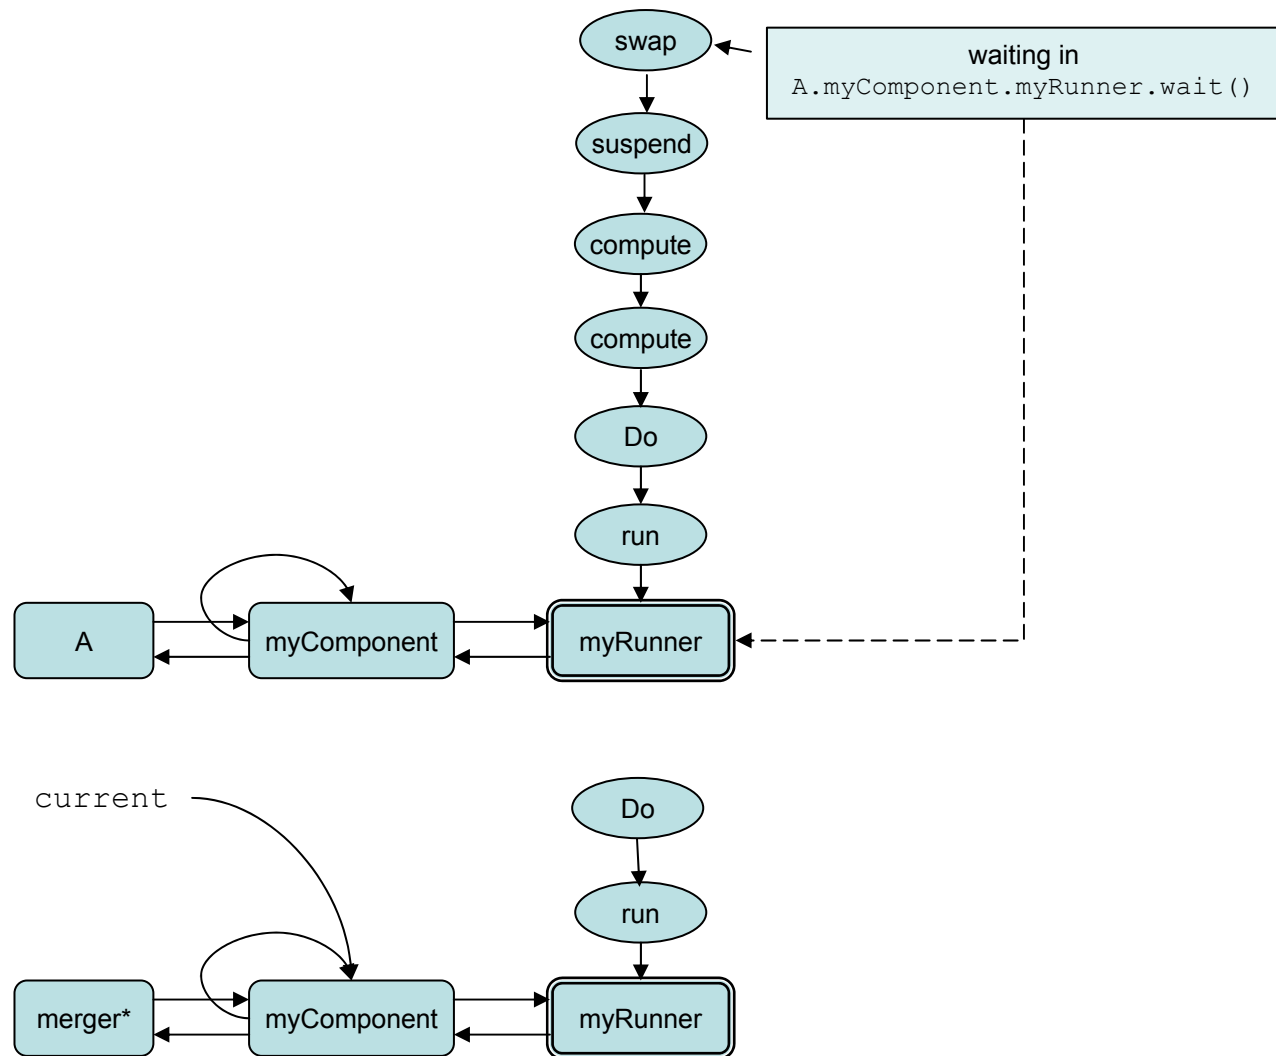 swap
waiting in
A.myComponent.myRunner.wait()
suspend
compute
compute
Do
run
A
myComponent
myRunner
current
Do
run
merger*
myComponent
myRunner